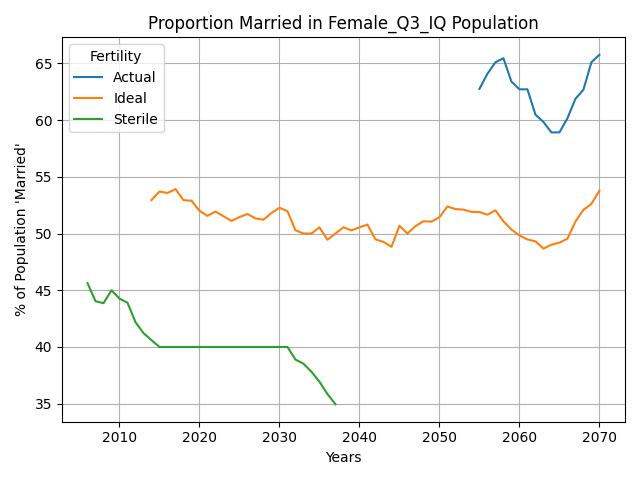 Proportion Married in Female_Q3_IQ Population
Fertility
Actual
Ideal
Sterile
% of Population 'Married'
65
60
55
50
45
40
35
2010 2020 2030 2040 2050 2060 2070
Years